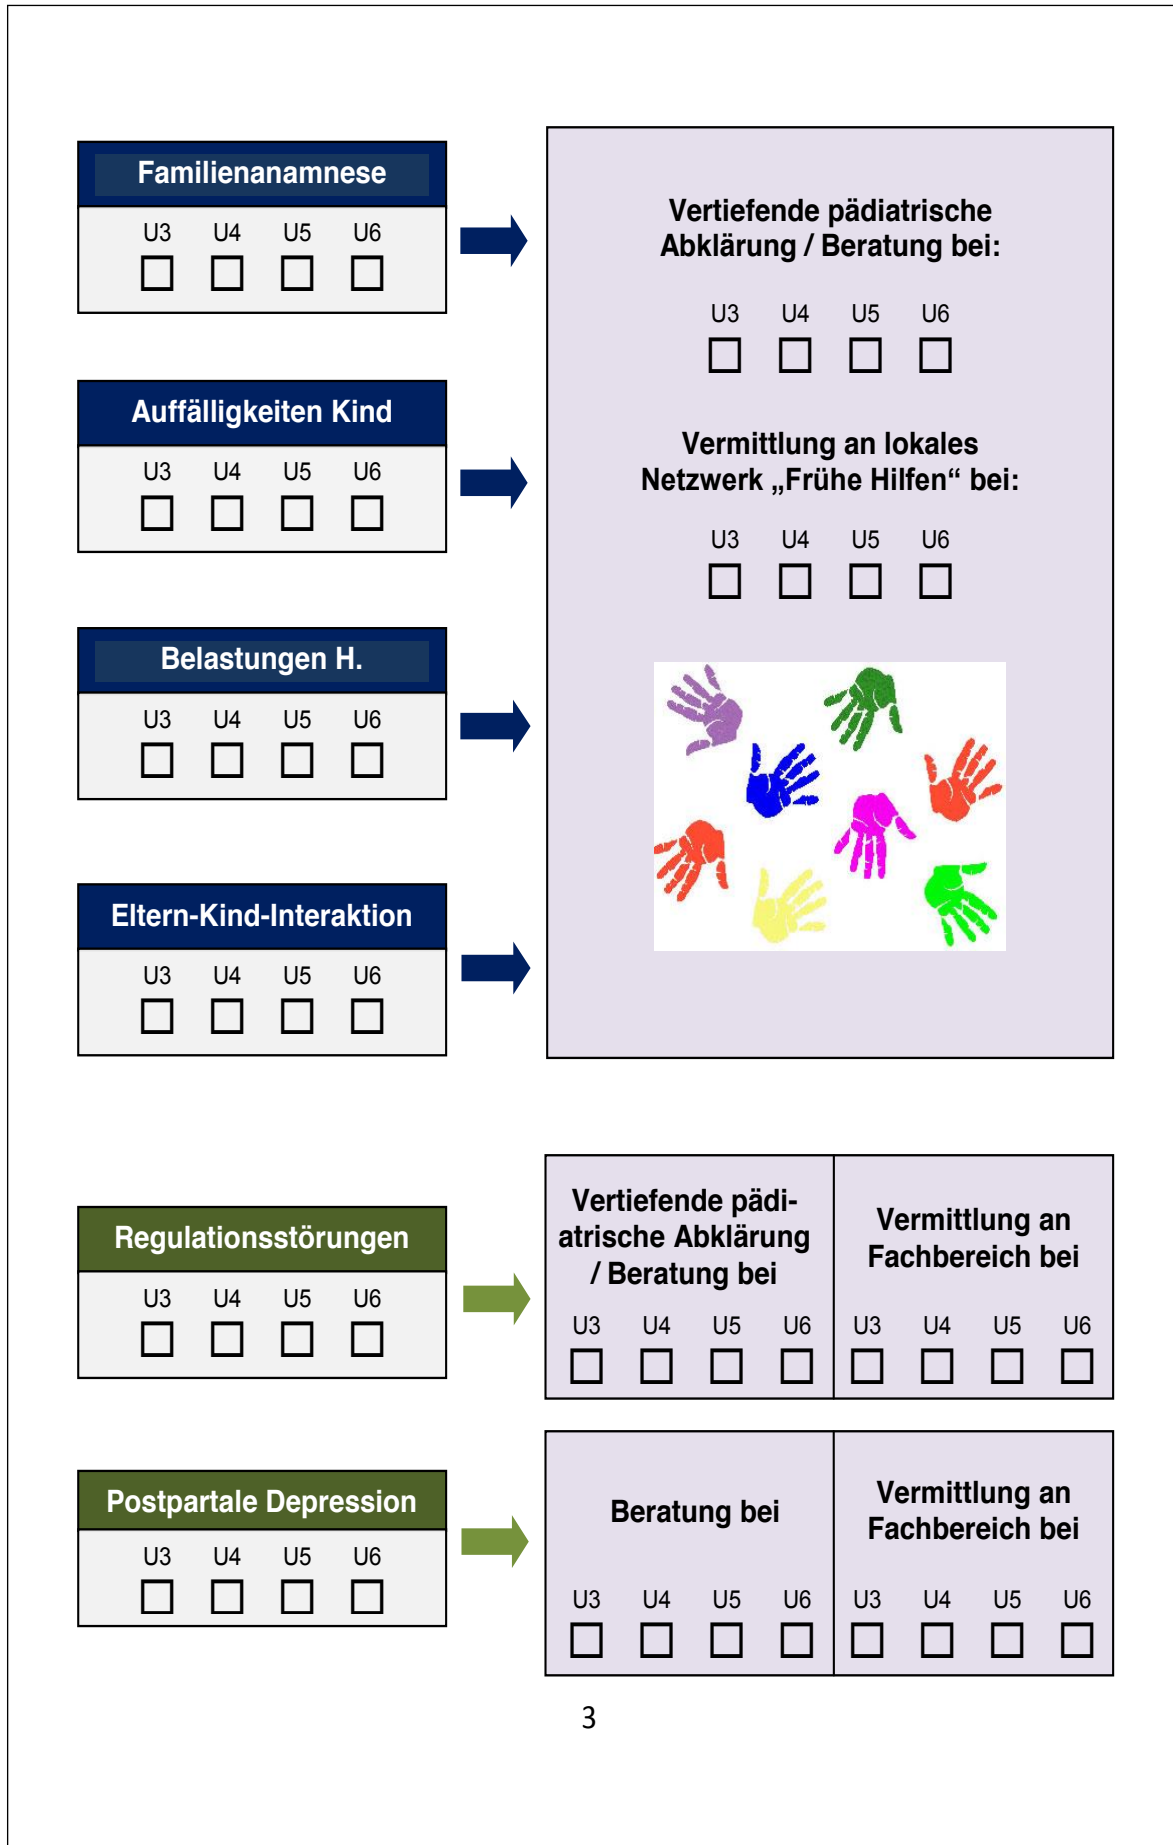 Familienanamnese
U3 U4 U5 U6
Auffälligkeiten Kind
U3 U4 U5 U6
Belastungen H.
U3 U4 U5 U6
Eltern-Kind-Interaktion
U3 U4 U5 U6
Vertiefende pädiatrische
Abklärung / Beratung bei:
U3 U4 U5 U6
Vermittlung an lokales
Netzwerk „Frühe Hilfen“ bei:
U3 U4 U5 U6
Regulationsstörungen
U3 U4 U5 U6
Vertiefende pädi-
atrische Abklärung
/ Beratung bei
U3 U4 U5 U6
Vermittlung an
Fachbereich bei
U3 U4 U5 U6
Postpartale Depression
U3 U4 U5 U6
Beratung bei
U3 U4 U5 U6
Vermittlung an
Fachbereich bei
U3 U4 U5 U6
3